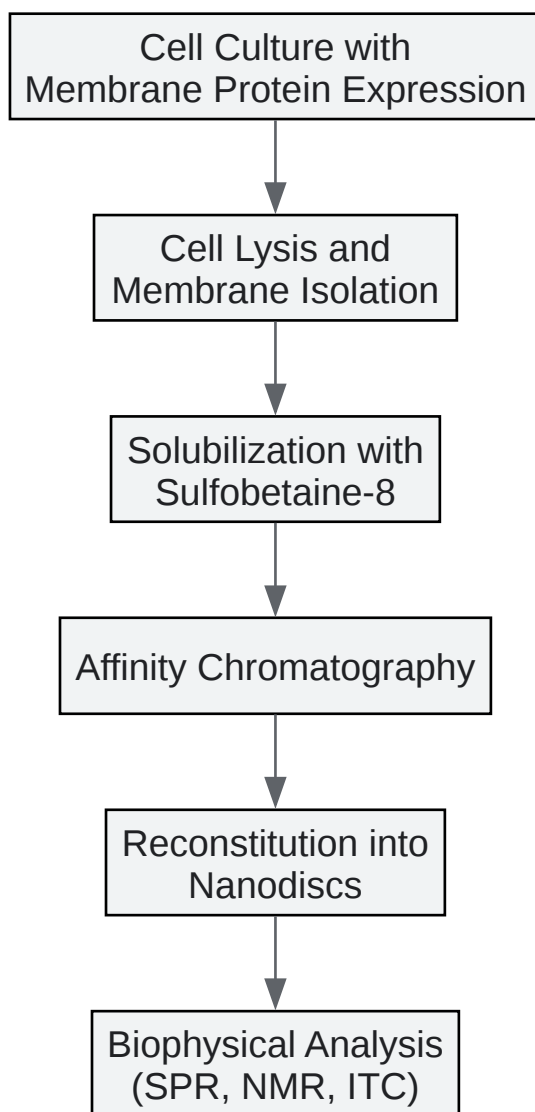 Cell Culture with
Membrane Protein Expression
Cell Lysis and
Membrane Isolation
Solubilization with
Sulfobetaine-8
Affinity Chromatography
Reconstitution into
Nanodiscs
Biophysical Analysis
(SPR, NMR, ITC)